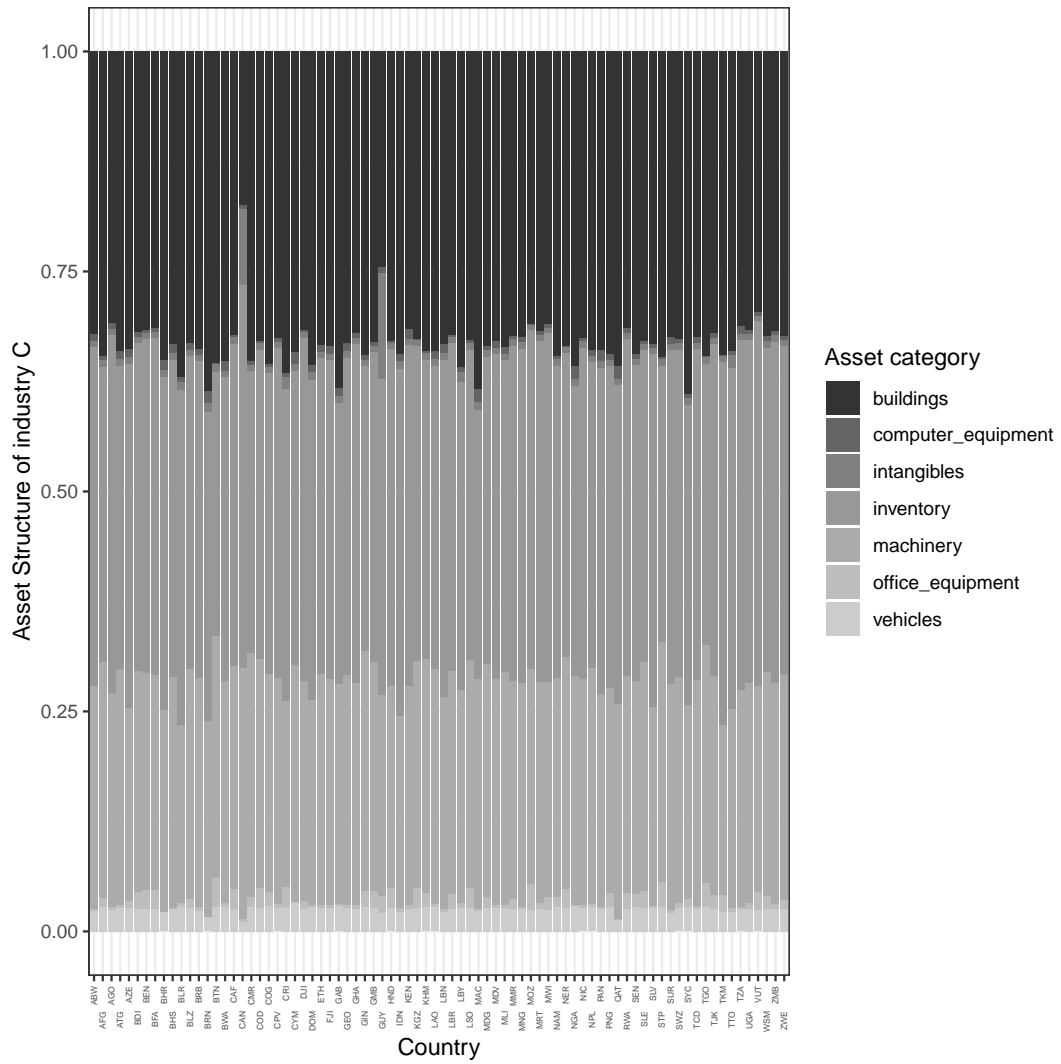 1.00
0.75
0.50
0.25
0.00
Asset Structure of industry C
ABW AGO AZE BEN BHR BLR BRB BTN CAF CMR COG CRI DJI ETH GAB GHA GMB HND KEN KHM LBN LBY MAC MDV MMR MOZ MWI NER NIC PAN QAT SEN SLV SUR SYC TGO TKM TZA VUT ZMB
AFG ATG BDI BFA BHS BLZ BRN BWA CAN COD CPV CYM DOM FJI GEO GIN GUY IDN KGZ LAO LBR LSO MDG MLI MNG MRT NAM NGA NPL PNG RWA SLE STP SWZ TCD TJK TTO UGA WSM ZWE
Country
Asset category
buildings
computer_equipment
intangibles
inventory
machinery
office_equipment
vehicles